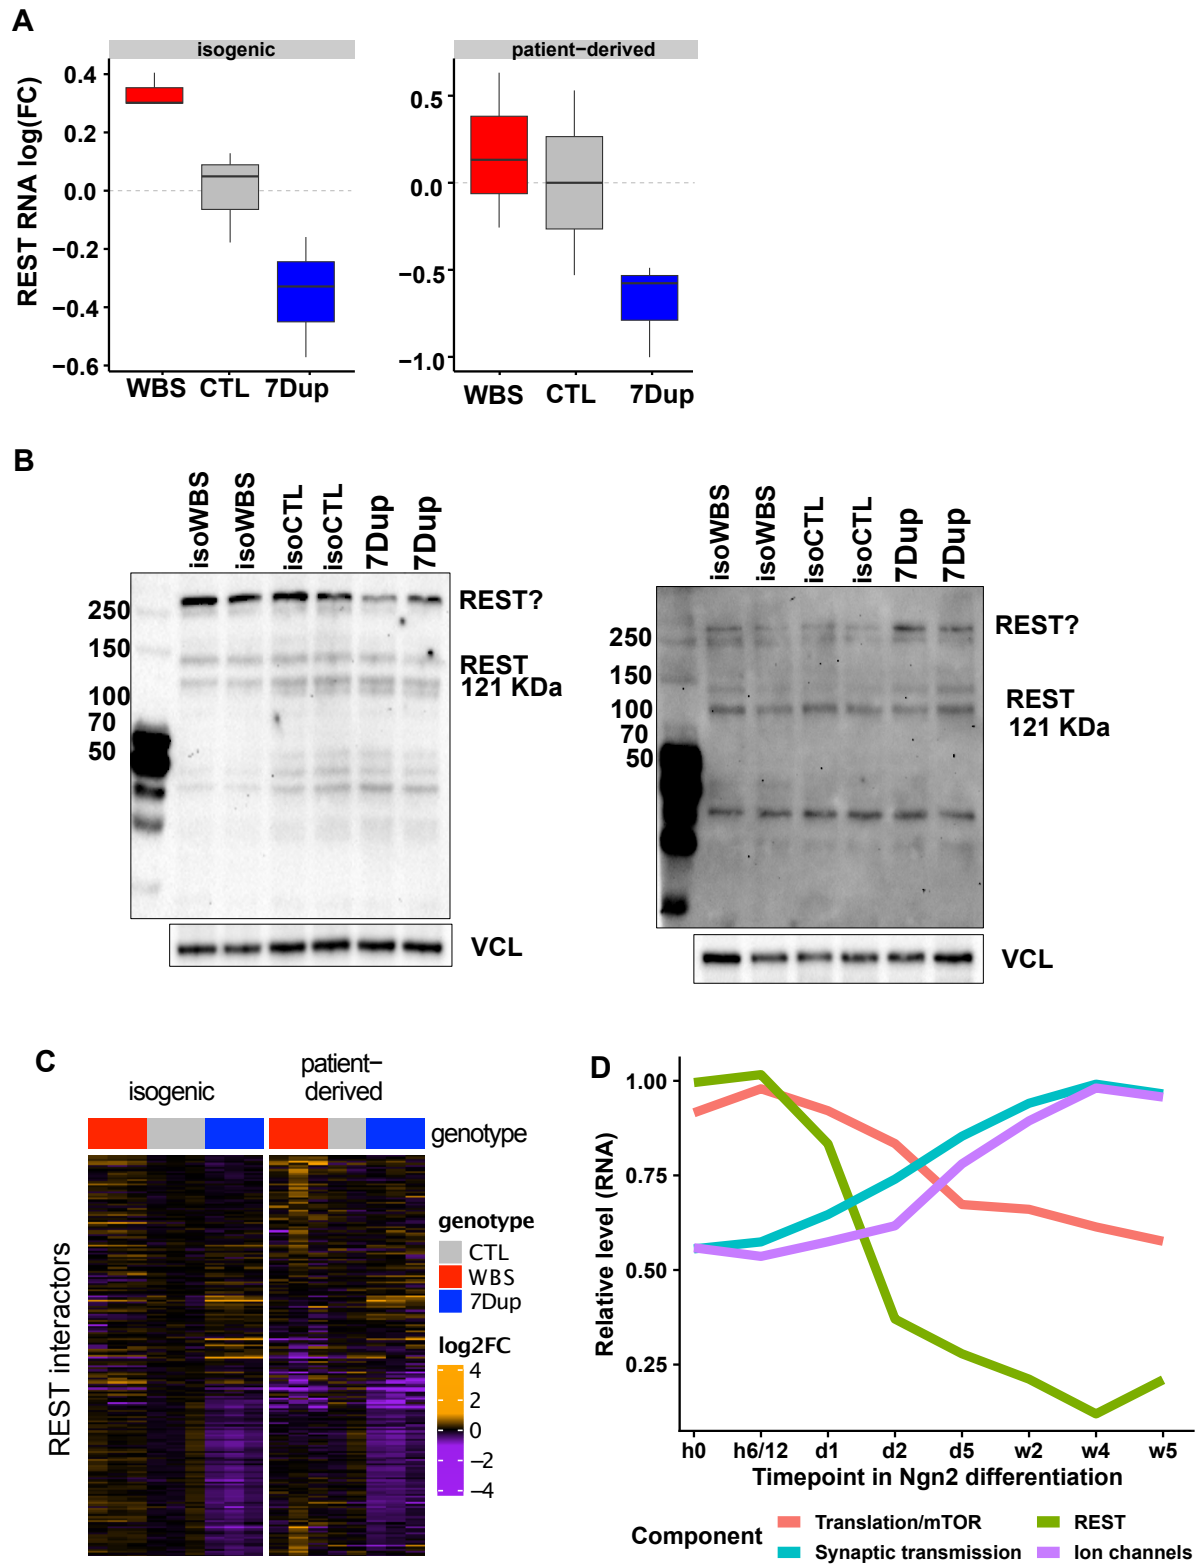 A
isogenic
patient−derived
REST RNA log(FC)
0.4
0.2
0.0
−0.2
−0.4
−0.6
0.5
0.0
−0.5
−1.0
WBS CTL 7Dup
WBS CTL 7Dup
B
isoWBS
isoWBS
isoCTL
isoCTL
7Dup
7Dup
250
150
100
70
50
REST?
REST
121 KDa
VCL
isoWBS
isoWBS
isoCTL
isoCTL
7Dup
7Dup
250
150
100
70
50
REST?
REST
121 KDa
VCL
C
isogenic
patient−
derived
genotype
REST interactors
genotype
CTL
WBS
7Dup
log2FC
4
2
0
−2
−4
D
Relative level (RNA)
1.00
0.75
0.50
0.25
h0 h6/12 d1 d2 d5 w2 w4 w5
Timepoint in Ngn2 differentiation
Component
Translation/mTOR
REST
Synaptic transmission
Ion channels